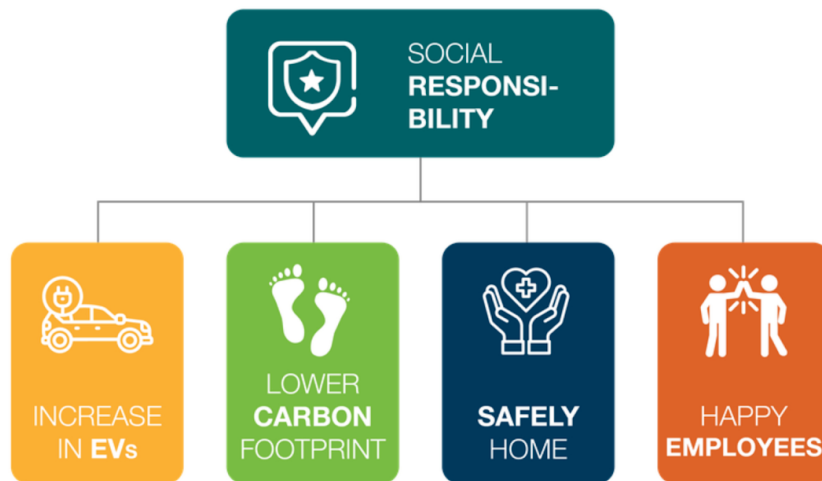 SOCIAL
RESPONSI-
BILITY
INCREASE
IN EVs
LOWER
CARBON
FOOTPRINT
SAFELY
HOME
HAPPY
EMPLOYEES